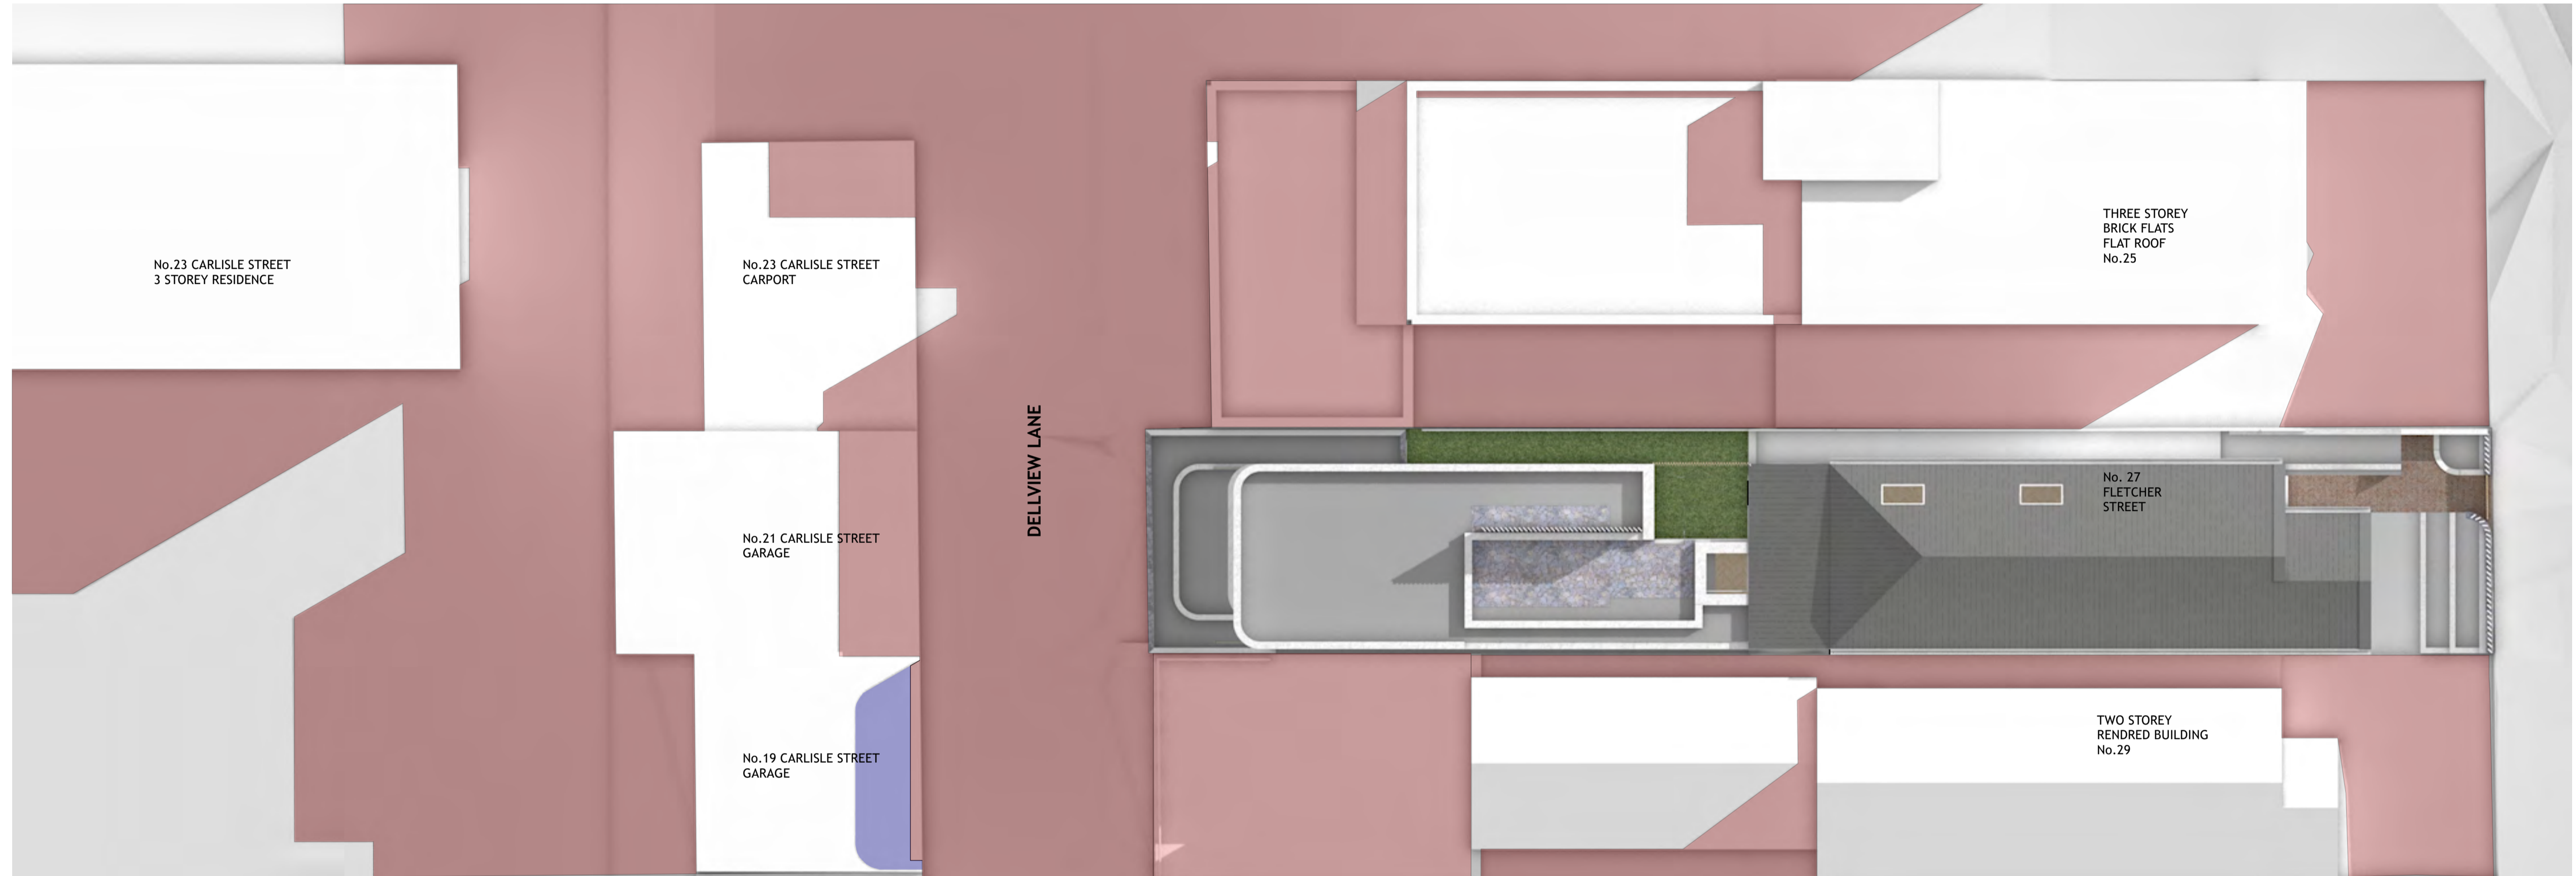 No.23 CARLISLE STREET
3 STOREY RESIDENCE
No.23 CARLISLE STREET
CARPORT
No.21 CARLISLE STREET
GARAGE
No.19 CARLISLE STREET
GARAGE
DELLVIEW LANE
THREE STOREY
BRICK FLATS
FLAT ROOF
No.25
No. 27
FLETCHER
STREET
TWO STOREY
RENDRED BUILDING
No.29